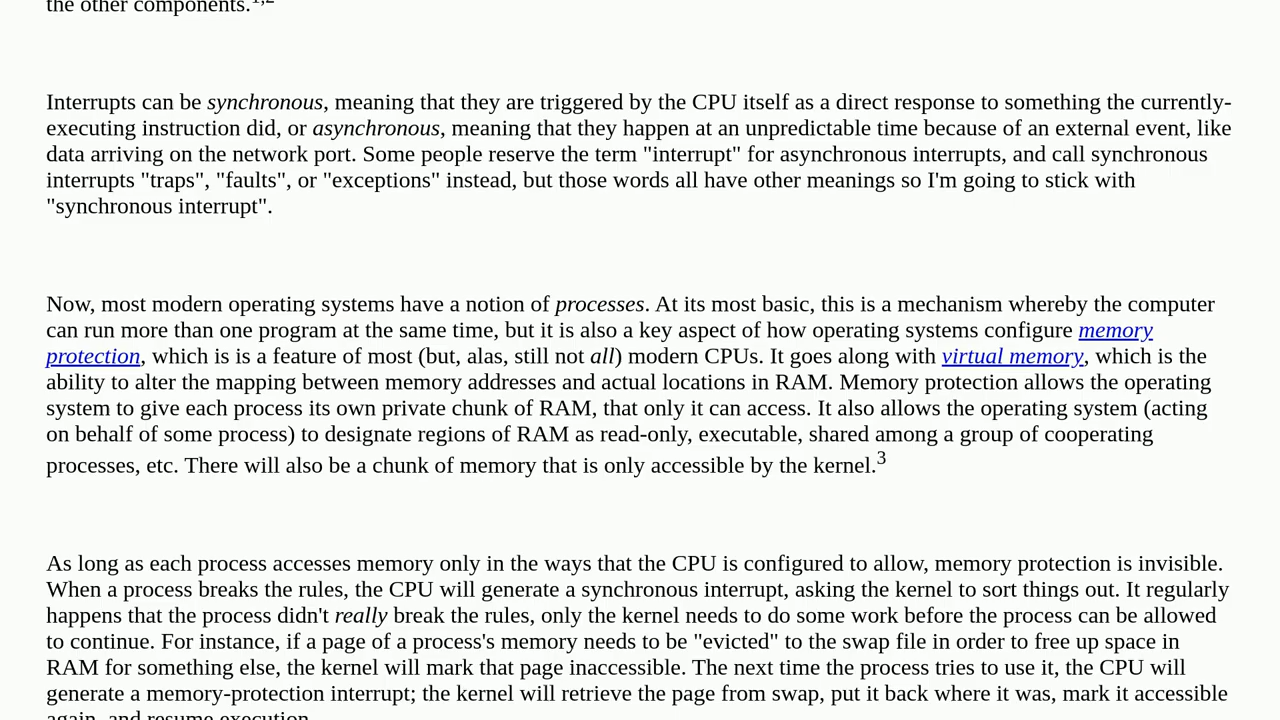 the other components.1,2
Interrupts can be synchronous, meaning that they are triggered by the CPU itself as a direct response to something the currently-
executing instruction did, or asynchronous, meaning that they happen at an unpredictable time because of an external event, like
data arriving on the network port. Some people reserve the term "interrupt" for asynchronous interrupts, and call synchronous
interrupts "traps", "faults", or "exceptions" instead, but those words all have other meanings so I'm going to stick with
"synchronous interrupt".
Now, most modern operating systems have a notion of processes. At its most basic, this is a mechanism whereby the computer
can run more than one program at the same time, but it is also a key aspect of how operating systems configure memory
protection, which is is a feature of most (but, alas, still not all) modern CPUs. It goes along with virtual memory, which is the
ability to alter the mapping between memory addresses and actual locations in RAM. Memory protection allows the operating
system to give each process its own private chunk of RAM, that only it can access. It also allows the operating system (acting
on behalf of some process) to designate regions of RAM as read-only, executable, shared among a group of cooperating
processes, etc. There will also be a chunk of memory that is only accessible by the kernel.3
As long as each process accesses memory only in the ways that the CPU is configured to allow, memory protection is invisible.
When a process breaks the rules, the CPU will generate a synchronous interrupt, asking the kernel to sort things out. It regularly
happens that the process didn't really break the rules, only the kernel needs to do some work before the process can be allowed
to continue. For instance, if a page of a process's memory needs to be "evicted" to the swap file in order to free up space in
RAM for something else, the kernel will mark that page inaccessible. The next time the process tries to use it, the CPU will
generate a memory-protection interrupt; the kernel will retrieve the page from swap, put it back where it was, mark it accessible
again, and resume execution.